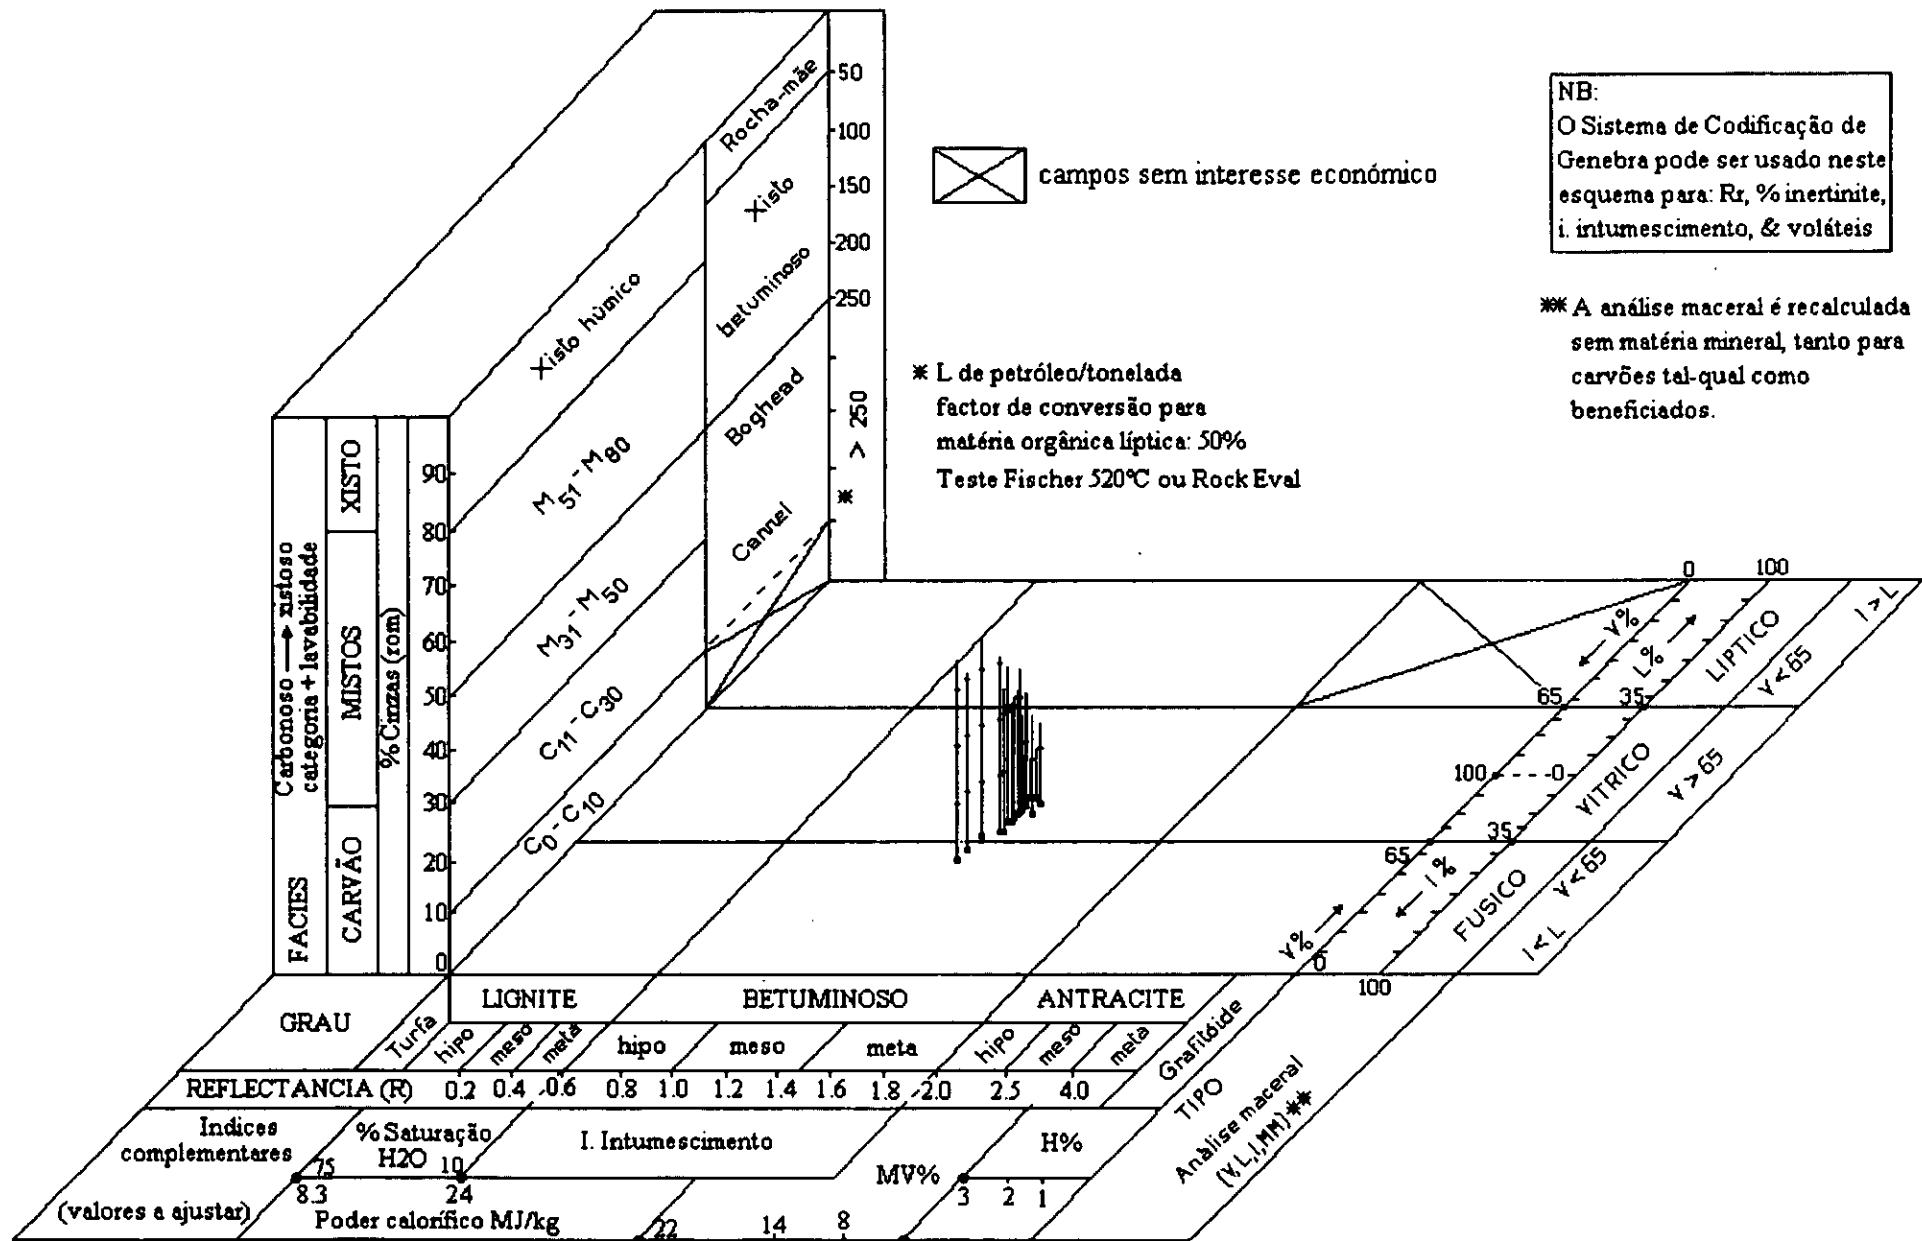 Rocha-mãe
Xisto
betuminoso
Boghead
Cannel
50
100
150
200
250
> 250
*
campos sem interesse económico
NB:
O Sistema de Codificação de
Genebra pode ser usado neste
esquema para: Rr, % inertinite,
i. intumescimento, & voláteis
** A análise maceral é recalculada
sem matéria mineral, tanto para
carvões tal-qual como
beneficiados.
* L de petróleo/tonelada
factor de conversão para
matéria orgânica líptica: 50%
Teste Fischer 520ºC ou Rock Eval
Xisto húmico
M51 - M80
M31 - M50
C11 - C30
C0 - C10
FACIES
Carbonoso → xistoso
categoria + lavabilidade
XISTO
MISTOS
CARVÃO
% Cinzas (rom)
90
80
70
60
50
40
30
20
10
0
0
100
V%
L%
LIPTICO
V < 65
I > L
65
35
100
0
VITRICO
V > 65
65
35
I%
FUSICO
V < 65
I < L
V%
0
100
GRAU
Turfa
LIGNITE
BETUMINOSO
ANTRACITE
Grafitóide
hipo
meso
meta
hipo
meso
meta
hipo
meso
meta
REFLECTANCIA (R)
0.2
0.4
0.6
0.8
1.0
1.2
1.4
1.6
1.8
2.0
2.5
4.0
TIPO
Análise maceral
(V,L,I,MM)**
Indices
complementares
(valores a ajustar)
% Saturação
H2O
75
10
I. Intumescimento
MV%
H%
8.3
24
3
2
1
Poder calorífico MJ/kg
22
14
8